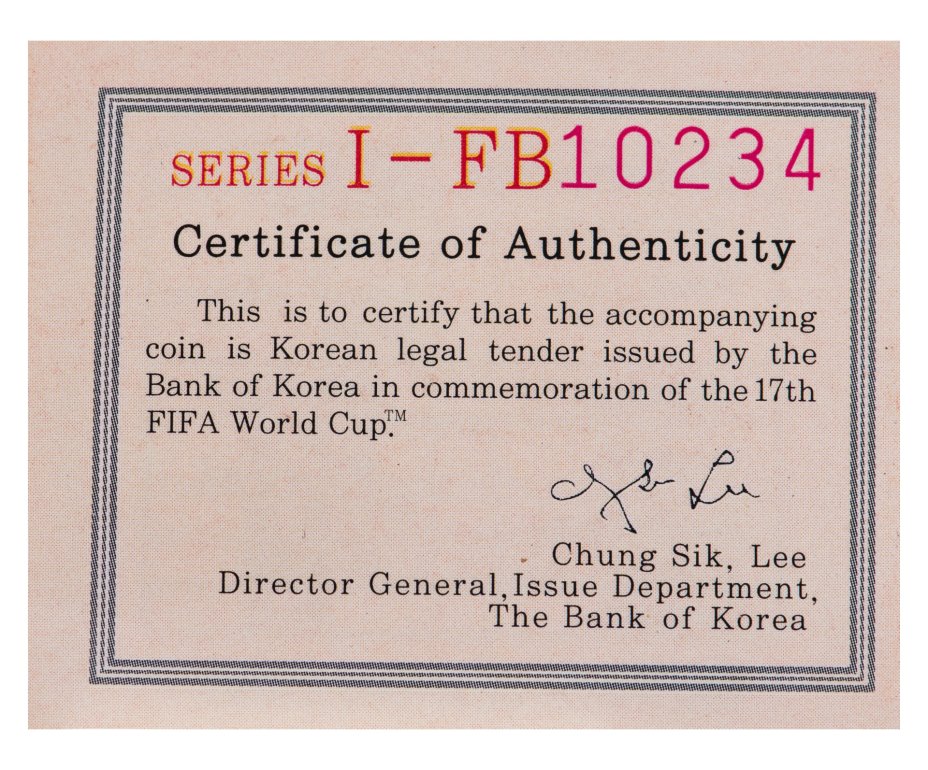 SERIES I-FB10234
Certificate of Authenticity
This is to certify that the accompanying
coin is Korean legal tender issued by the
Bank of Korea in commemoration of the 17th
FIFA World Cup.™
Chung Sik, Lee
Director General, Issue Department,
The Bank of Korea